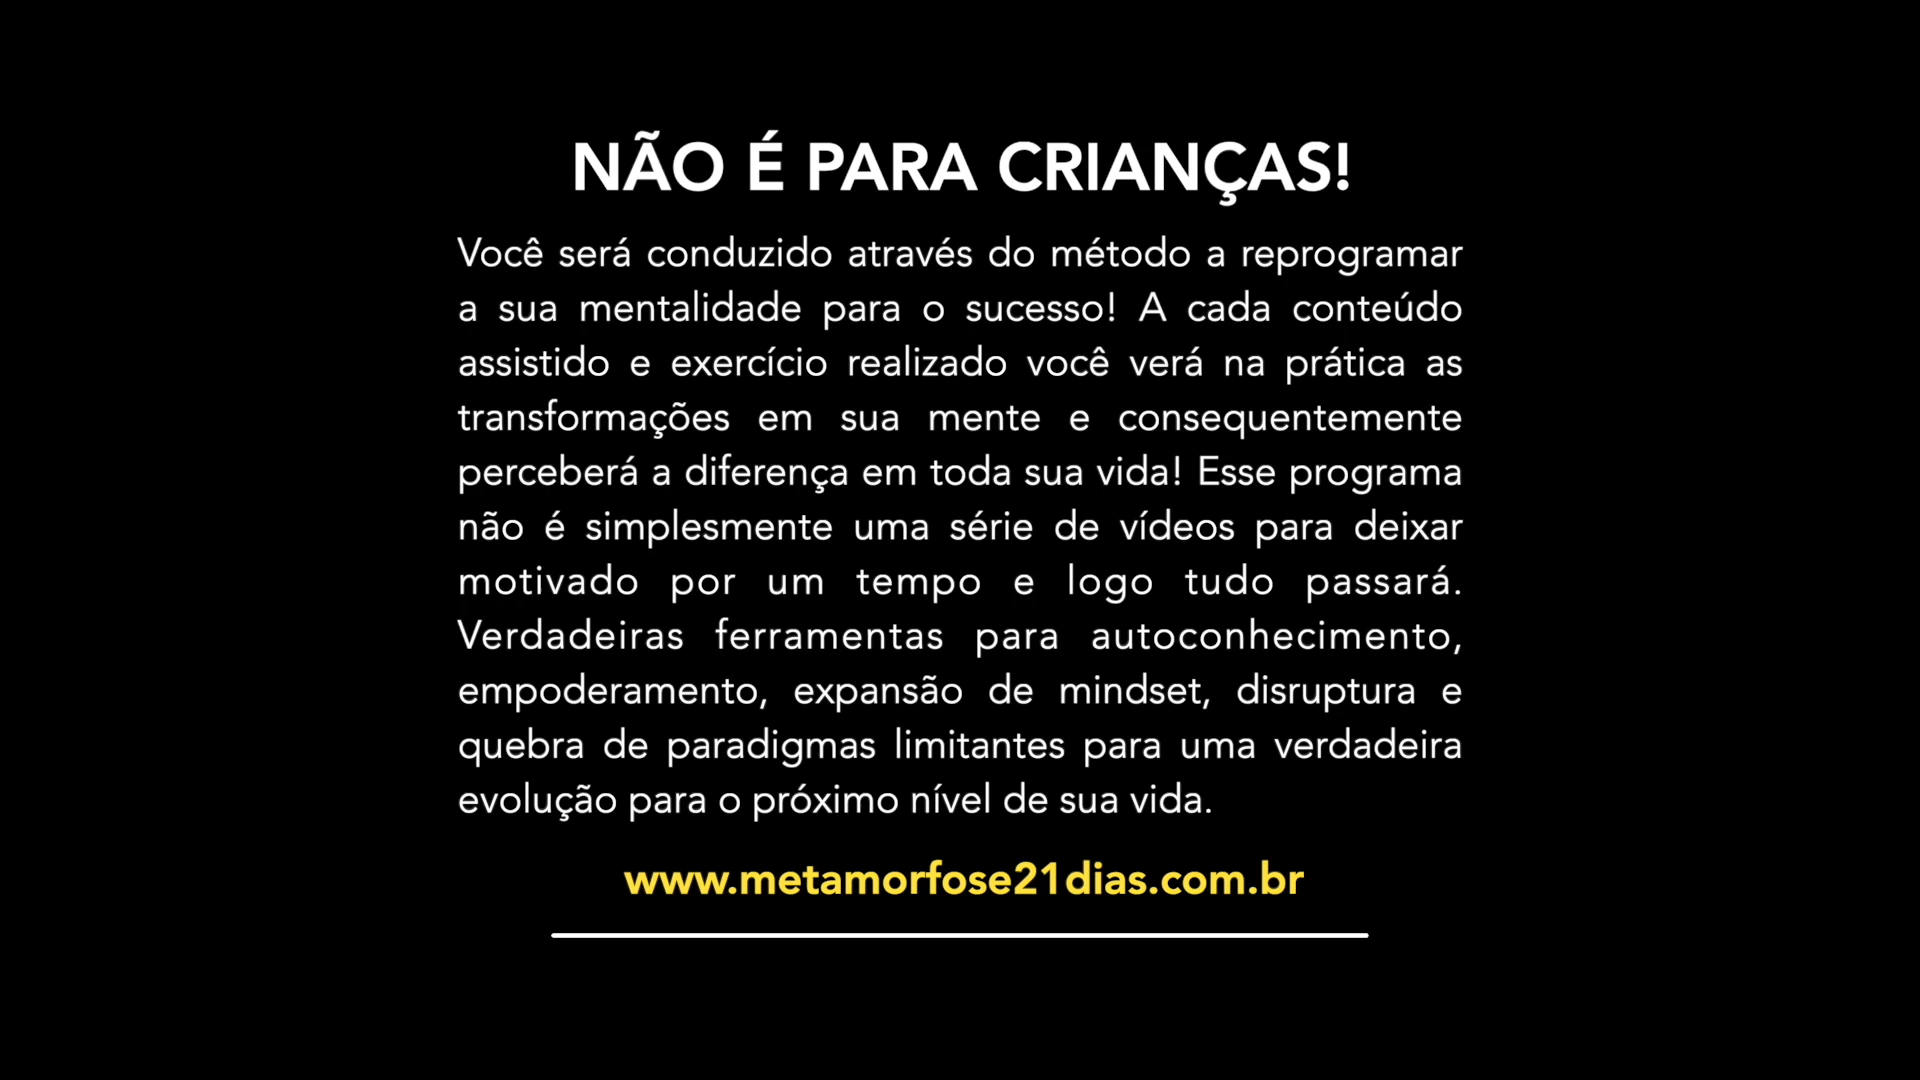 NÃO É PARA CRIANÇAS!
Você será conduzido através do método a reprogramar
a sua mentalidade para o sucesso! A cada conteúdo
assistido e exercício realizado você verá na prática as
transformações em sua mente e consequentemente
perceberá a diferença em toda sua vida! Esse programa
não é simplesmente uma série de vídeos para deixar
motivado por um tempo e logo tudo passará.
Verdadeiras ferramentas para autoconhecimento,
empoderamento, expansão de mindset, disruptura e
quebra de paradigmas limitantes para uma verdadeira
evolução para o próximo nível de sua vida.
www.metamorfose21dias.com.br